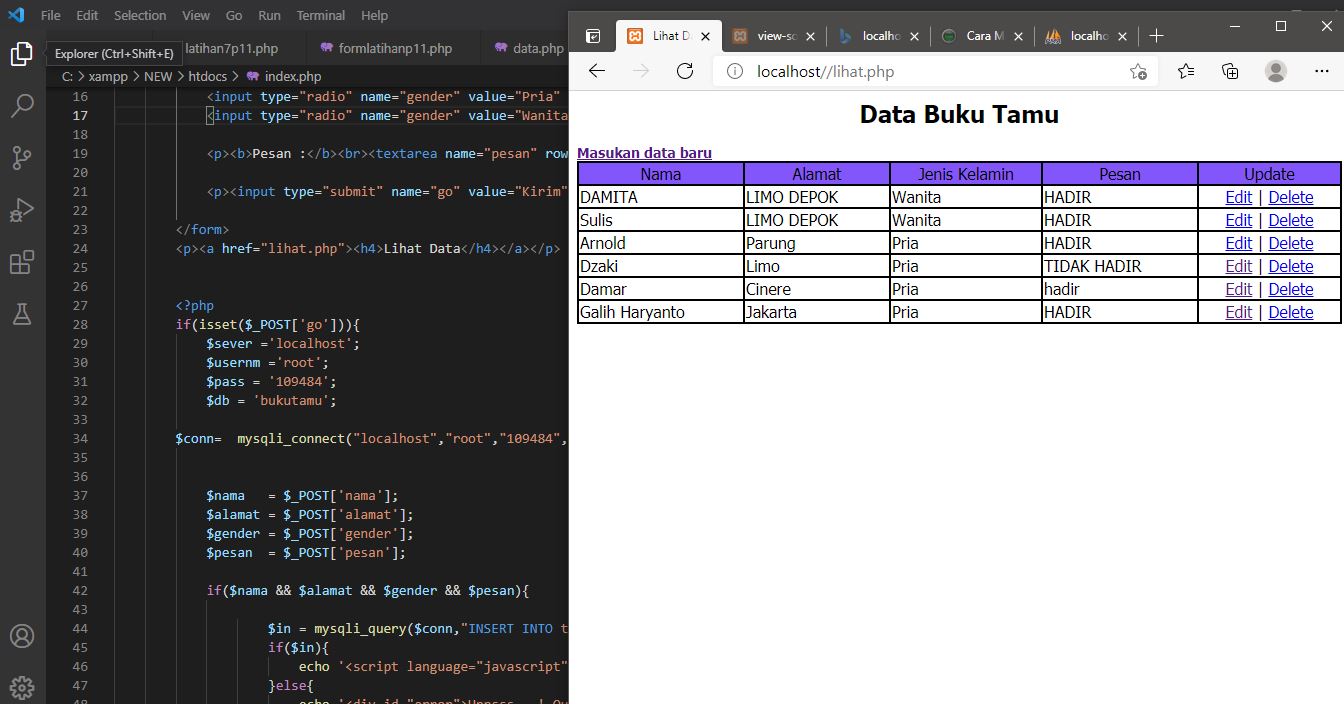 File Edit Selection View Go Run Terminal Help
Explorer (Ctrl+Shift+E)
latihan7p11.php
formlatihanp11.php
data.php
C: > xampp > NEW > htdocs > index.php
16 <input type="radio" name="gender" value="Pria"
17 <input type="radio" name="gender" value="Wanita
18
19 <p><b>Pesan :</b><br><textarea name="pesan" row
20
21 <p><input type="submit" name="go" value="Kirim"
22
23 </form>
24 <p><a href="lihat.php"><h4>Lihat Data</h4></a></p>
25
26
27 <?php
28 if(isset($_POST['go'])){
29 $sever ='localhost';
30 $usernm ='root';
31 $pass = '109484';
32 $db = 'bukutamu';
33
34 $conn= mysqli_connect("localhost","root","109484",
35
36
37 $nama = $_POST['nama'];
38 $alamat = $_POST['alamat'];
39 $gender = $_POST['gender'];
40 $pesan = $_POST['pesan'];
41
42 if($nama && $alamat && $gender && $pesan){
43
44 $in = mysqli_query($conn,"INSERT INTO t
45 if($in){
46 echo '<script language="javascript"
47 }else{
Lihat D
view-so
localho
Cara M
localho
localhost//lihat.php
Data Buku Tamu
Masukan data baru
Nama Alamat Jenis Kelamin Pesan Update
DAMITA LIMO DEPOK Wanita HADIR Edit | Delete
Sulis LIMO DEPOK Wanita HADIR Edit | Delete
Arnold Parung Pria HADIR Edit | Delete
Dzaki Limo Pria TIDAK HADIR Edit | Delete
Damar Cinere Pria hadir Edit | Delete
Galih Haryanto Jakarta Pria HADIR Edit | Delete